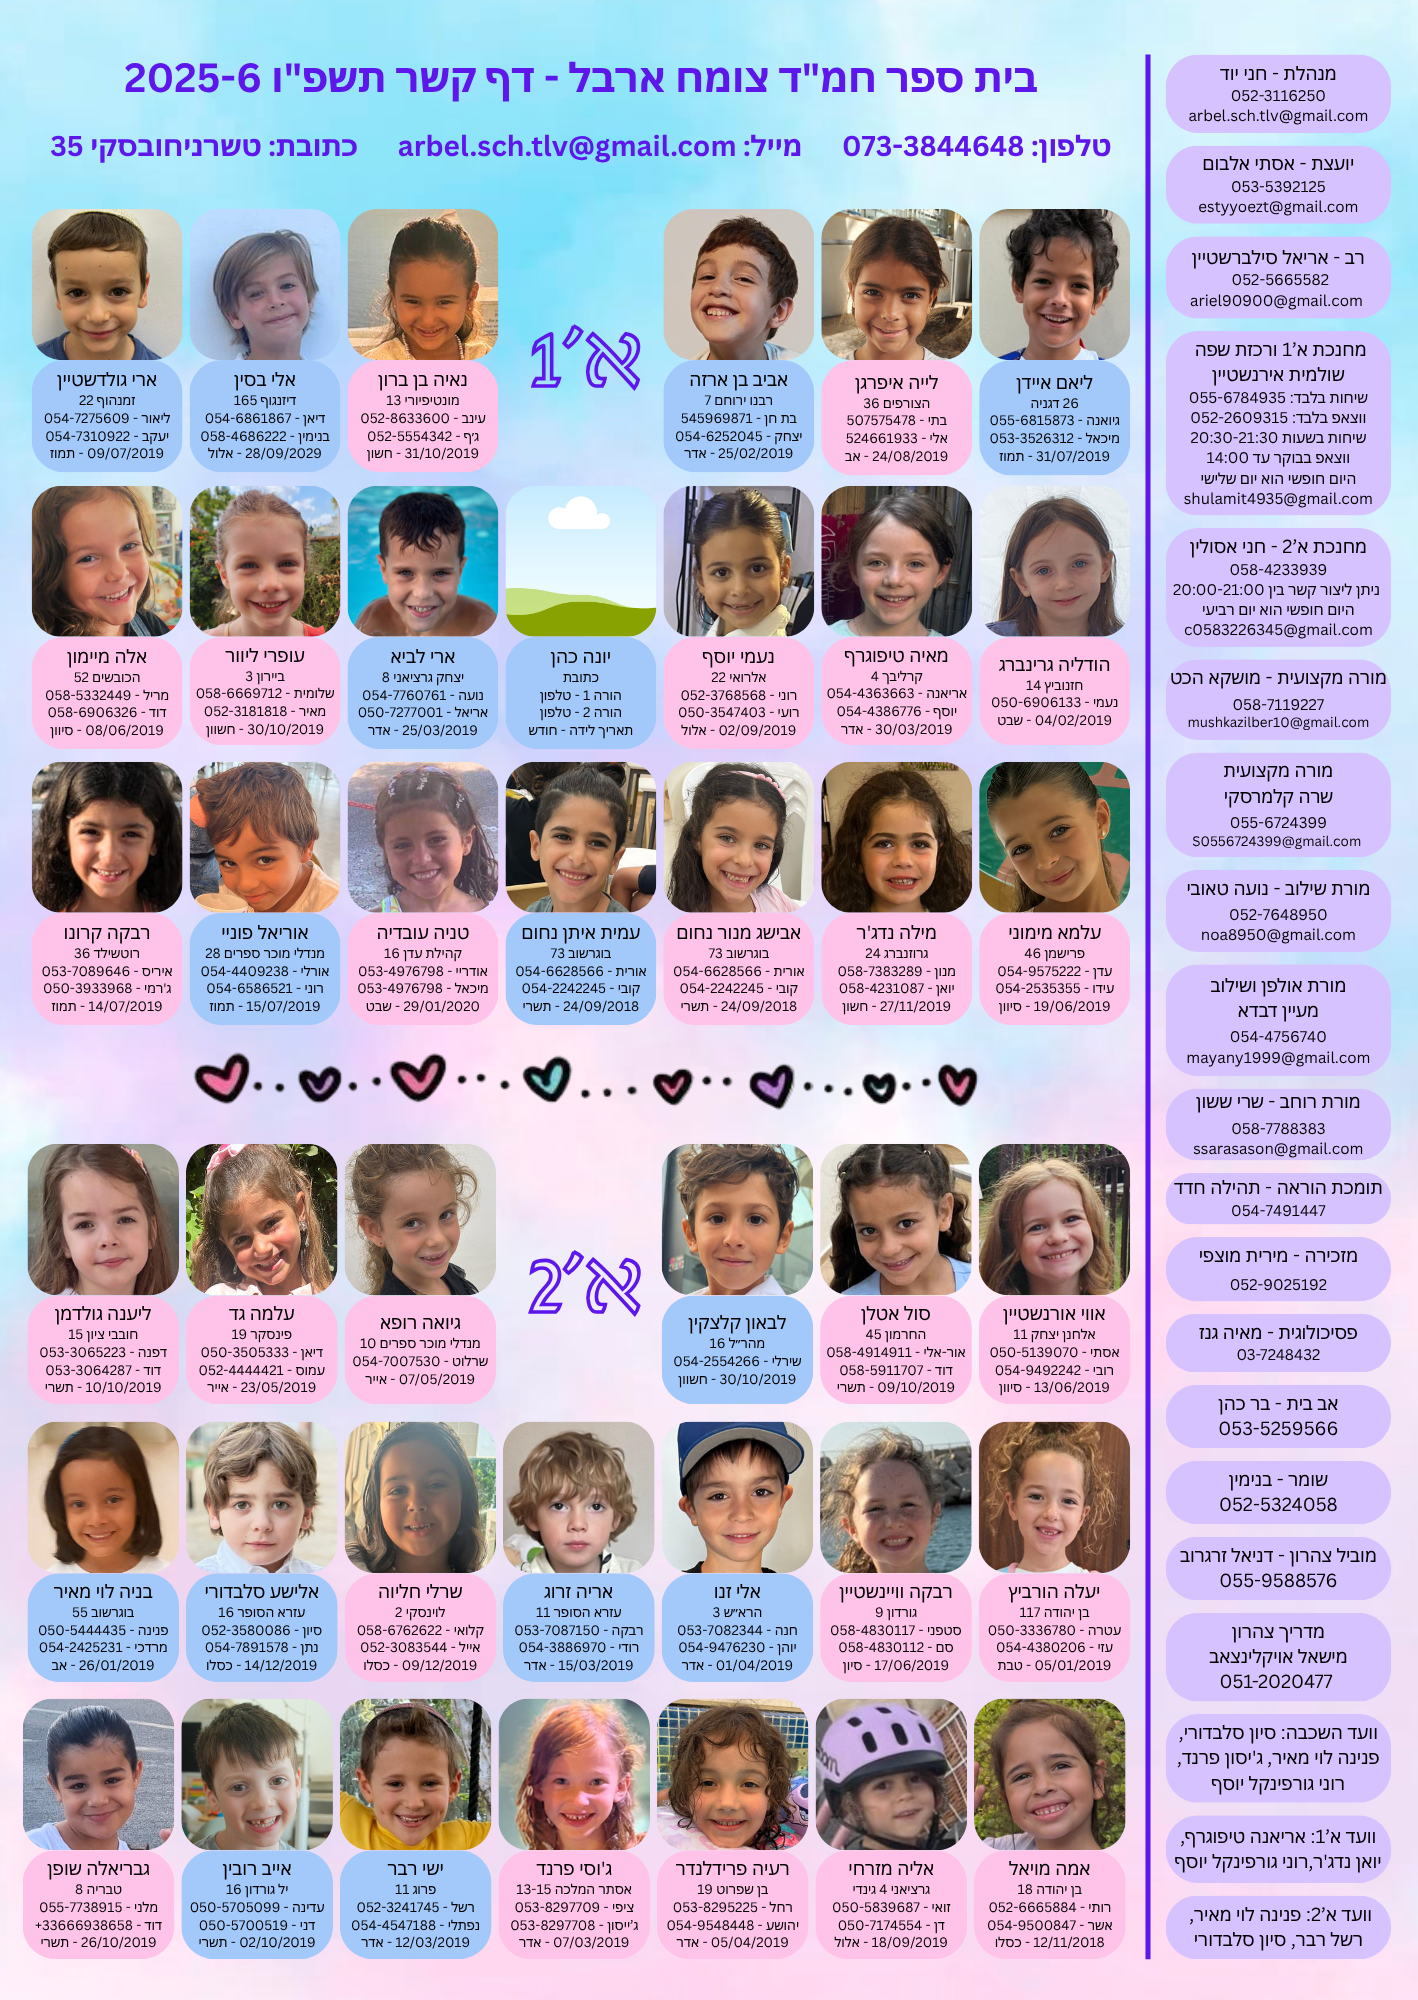 בית ספר חמ"ד צומח ארבל - דף קשר תשפ"ו 2025-6
טלפון: 073-3844648
מייל: arbel.sch.tlv@gmail.com
כתובת: טשרניחובסקי 35
א'1
ליאם איידן
26 דגניה
גיואנה - 055-6815873
מיכאל - 053-3526312
31/07/2019 - תמוז
לייה איפרגן
הצורפים 36
בתי - 507575478
אלי - 524661933
24/08/2019 - אב
אביב בן ארזה
רבנו ירוחם 7
בת חן - 545969871
יצחק - 054-6252045
25/02/2019 - אדר
נאיה בן ברון
מונטיפיורי 13
עינב - 052-8633600
ג'ף - 052-5554342
31/10/2019 - חשון
אלי בסין
דיזנגוף 165
דיאן - 054-6861867
בנימין - 058-4686222
28/09/2029 - אלול
ארי גולדשטיין
זמנהוף 22
ליאור - 054-7275609
יעקב - 054-7310922
09/07/2019 - תמוז
הודליה גרינברג
חזנוביץ 14
נעמי - 050-6906133
04/02/2019 - שבט
מאיה טיפוגרף
קרליבך 4
אריאנה - 054-4363663
יוסף - 054-4386776
30/03/2019 - אדר
נעמי יוסף
אלרואי 22
רוני - 052-3768568
רועי - 050-3547403
02/09/2019 - אלול
יונה כהן
כתובת
הורה 1 - טלפון
הורה 2 - טלפון
תאריך לידה - חודש
ארי לביא
יצחק גרציאני 8
נועה - 054-7760761
אריאל - 050-7277001
25/03/2019 - אדר
עופרי ליוור
ביירון 3
שלומית - 058-6669712
מאיר - 052-3181818
30/10/2019 - חשוון
אלה מיימון
הכובשים 52
מריל - 058-5332449
דוד - 058-6906326
08/06/2019 - סיוון
עלמא מימוני
פרישמן 46
עדן - 054-9575222
עידו - 054-2535355
19/06/2019 - סיוון
מילה נדג'ר
גרוזנברג 24
מנון - 058-7383289
יואן - 058-4231087
27/11/2019 - חשון
אבישג מנור נחום
בוגרשוב 73
אורית - 054-6628566
קובי - 054-2242245
24/09/2018 - תשרי
עמית איתן נחום
בוגרשוב 73
אורית - 054-6628566
קובי - 054-2242245
24/09/2018 - תשרי
טניה עובדיה
קהילת עדן 16
אודריי - 053-4976798
מיכאל - 053-4976798
29/01/2020 - שבט
אוריאל פוניי
מנדלי מוכר ספרים 28
אורלי - 054-4409238
רוני - 054-6586521
15/07/2019 - תמוז
רבקה קרונו
רוטשילד 36
איריס - 053-7089646
ג'רמי - 050-3933968
14/07/2019 - תמוז
א'2
אווי אורנשטיין
אלחנן יצחק 11
אסתי - 050-5139070
רובי - 054-9492242
13/06/2019 - סיוון
סול אטלן
החרמון 45
אור-אלי - 058-4914911
דוד - 058-5911707
09/10/2019 - תשרי
לבאון קלצקין
מהר״ל 16
שירלי - 054-2554266
30/10/2019 - חשוון
גיואה רופא
מנדלי מוכר ספרים 10
שרלוט - 054-7007530
07/05/2019 - אייר
עלמה גד
פינסקר 19
דיאן - 050-3505333
עמוס - 052-4444421
23/05/2019 - אייר
ליענה גולדמן
חובבי ציון 15
דפנה - 053-3065223
דוד - 053-3064287
10/10/2019 - תשרי
יעלה הורביץ
בן יהודה 117
עטרה - 050-3336780
עזי - 054-4380206
05/01/2019 - טבת
רבקה וויינשטיין
גורדון 9
סטפני - 058-4830117
סם - 058-4830112
17/06/2019 - סיון
אלי זנו
הרא״ש 3
חנה - 053-7082344
יוהן - 054-9476230
01/04/2019 - אדר
אריה זרוג
עזרא הסופר 11
רבקה - 053-7087150
רודי - 054-3886970
15/03/2019 - אדר
שרלי חליוה
לוינסקי 2
קלואי - 058-6762622
אייל - 052-3083544
09/12/2019 - כסלו
אלישע סלבדורי
עזרא הסופר 16
סיון - 052-3580086
נתן - 054-7891578
14/12/2019 - כסלו
בניה לוי מאיר
בוגרשוב 55
פנינה - 050-5444435
מרדכי - 054-2425231
26/01/2019 - אב
אמה מויאל
בן יהודה 18
רותי - 052-6665884
אשר - 054-9500847
12/11/2018 - כסלו
אליה מזרחי
גרציאני 4 גינדי
זואי - 050-5839687
דן - 050-7174554
18/09/2019 - אלול
רעיה פרידלנדר
בן שפרוט 19
רחל - 053-8295225
יהושע - 054-9548448
05/04/2019 - אדר
ג'וסי פרנד
אסתר המלכה 13-15
ציפי - 053-8297709
ג'ייסון - 053-8297708
07/03/2019 - אדר
ישי רבר
פרוג 11
רשל - 052-3241745
נפתלי - 054-4547188
12/03/2019 - אדר
אייב רובין
יל גורדון 16
עדינה - 050-5705099
דני - 050-5700519
02/10/2019 - תשרי
גבריאלה שופן
טבריה 8
מלני - 055-7738915
דוד - 33666938658+
26/10/2019 - תשרי
מנהלת - חני יוד
052-3116250
arbel.sch.tlv@gmail.com
יועצת - אסתי אלבום
053-5392125
estyyoezt@gmail.com
רב - אריאל סילברשטיין
052-5665582
ariel90900@gmail.com
מחנכת א'1 ורכזת שפה
שולמית אירנשטיין
שיחות בלבד: 055-6784935
ווצאפ בלבד: 052-2609315
שיחות בשעות 20:30-21:30
ווצאפ בבוקר עד 14:00
היום חופשי הוא יום שלישי
shulamit4935@gmail.com
מחנכת א'2 - חני אסולין
058-4233939
ניתן ליצור קשר בין 20:00-21:00
היום חופשי הוא יום רביעי
c0583226345@gmail.com
מורה מקצועית - מושקא הכט
058-7119227
mushkazilber10@gmail.com
מורה מקצועית
שרה קלמרסקי
055-6724399
S0556724399@gmail.com
מורת שילוב - נועה טאובי
052-7648950
noa8950@gmail.com
מורת אולפן ושילוב
מעיין דבדא
054-4756740
mayany1999@gmail.com
מורת רוחב - שרי ששון
058-7788383
ssarasason@gmail.com
תומכת הוראה - תהילה חדד
054-7491447
מזכירה - מירית מוצפי
052-9025192
פסיכולוגית - מאיה גנז
03-7248432
אב בית - בר כהן
053-5259566
שומר - בנימין
052-5324058
מוביל צהרון - דניאל זרגרוב
055-9588576
מדריך צהרון
מישאל אויקלינצאב
051-2020477
וועד השכבה: סיון סלבדורי,
פנינה לוי מאיר, ג'יסון פרנד,
רוני גורפינקל יוסף
וועד א'1: אריאנה טיפוגרף,
יואן נדג'ר,רוני גורפינקל יוסף
וועד א'2: פנינה לוי מאיר,
רשל רבר, סיון סלבדורי